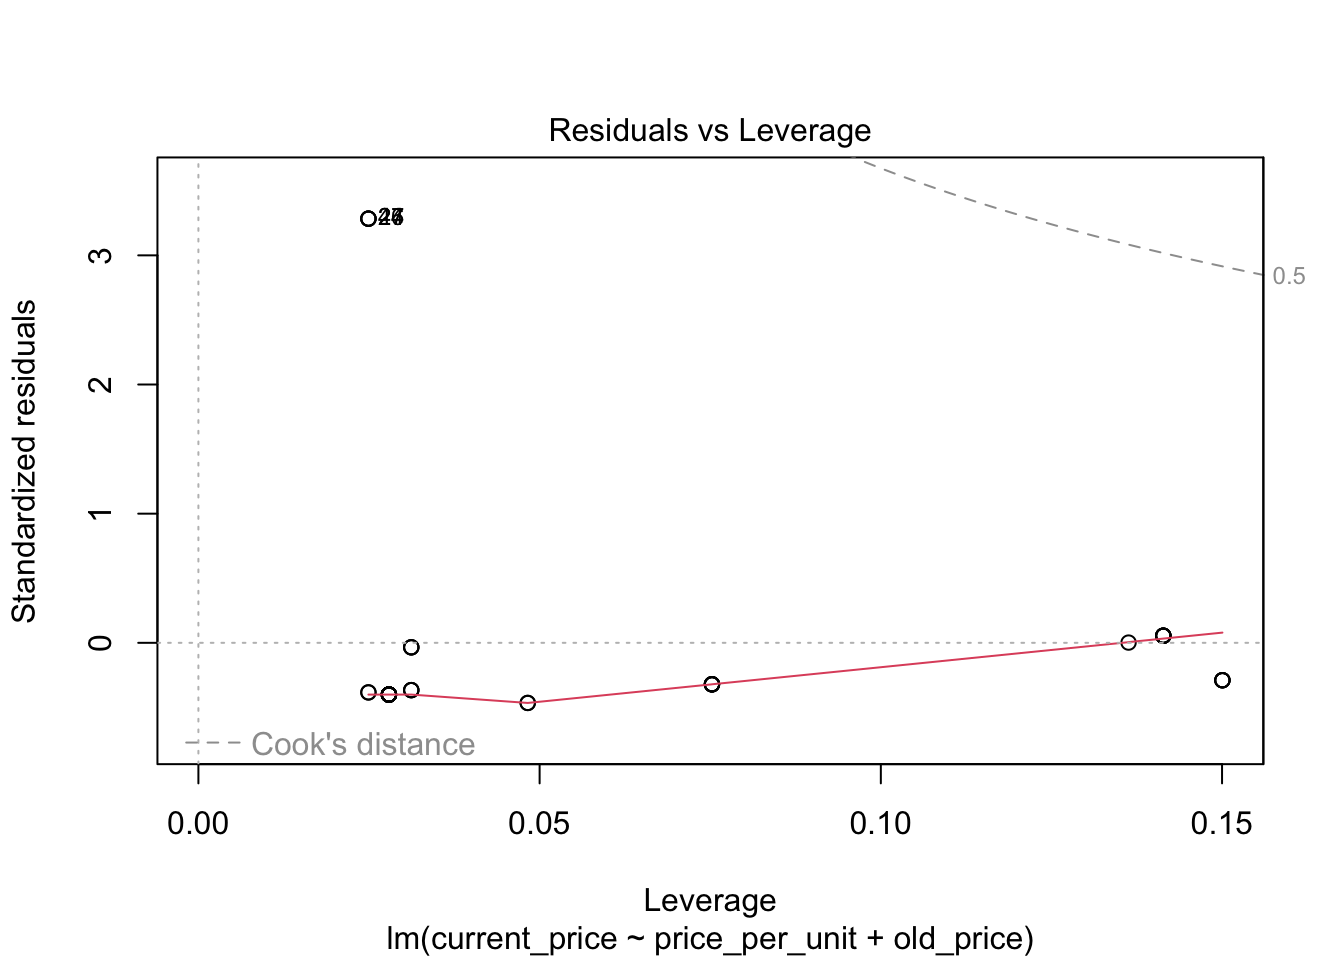 Residuals vs Leverage
Standardized residuals
3
2
1
0
0.5
Cook's distance
0.00 0.05 0.10 0.15
Leverage
lm(current_price ~ price_per_unit + old_price)